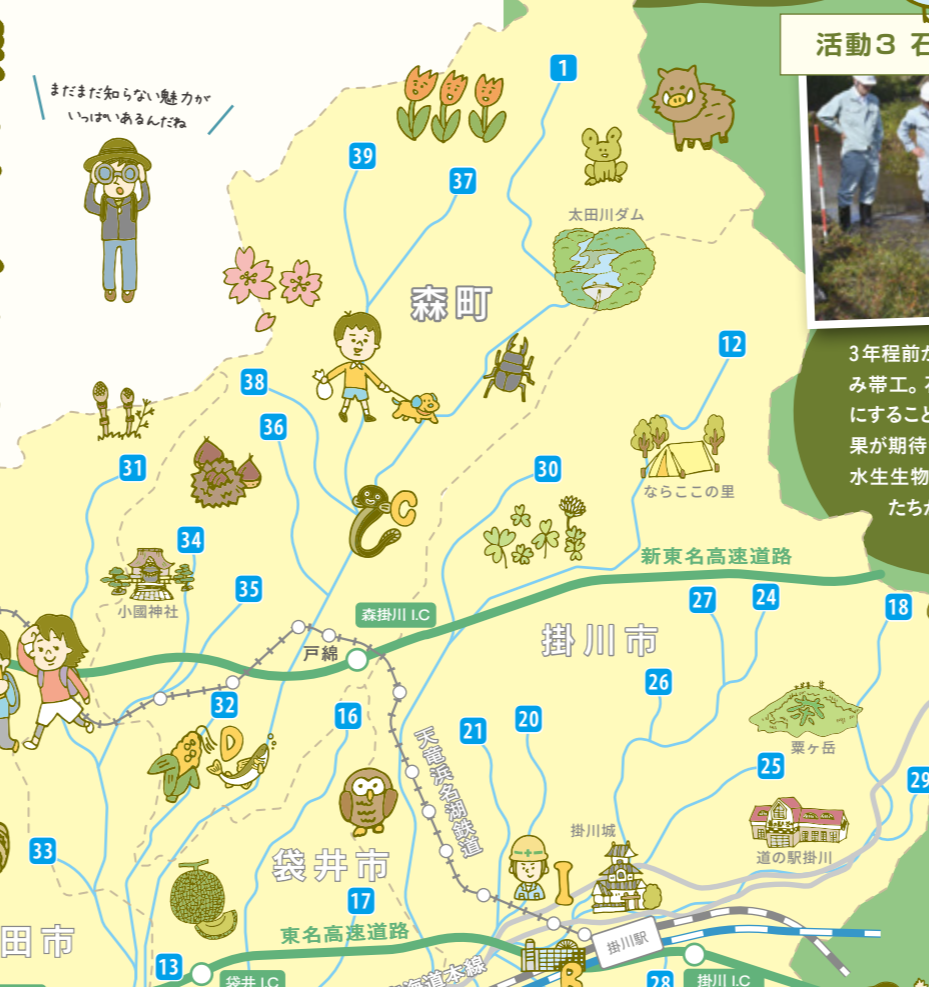 まだまだ知らない魅力が
いっぱいあるんだね
活動3 石
1
39
37
太田川ダム
森町
12
3年程前か
み帯工。
にすること
果が期待
水生生物
たちが
38
36
31
30
C
ならここの里
34
新東名高速道路
35
小國神社
森掛川 I.C
27
24
18
戸綿
掛川市
26
32
16
21
20
D
天竜浜名湖鉄道
粟ヶ岳
25
29
33
掛川城
袋井市
I
道の駅掛川
17
田市
東名高速道路
掛川駅
13
袋井 I.C
海道本線
B
28
掛川 I.C